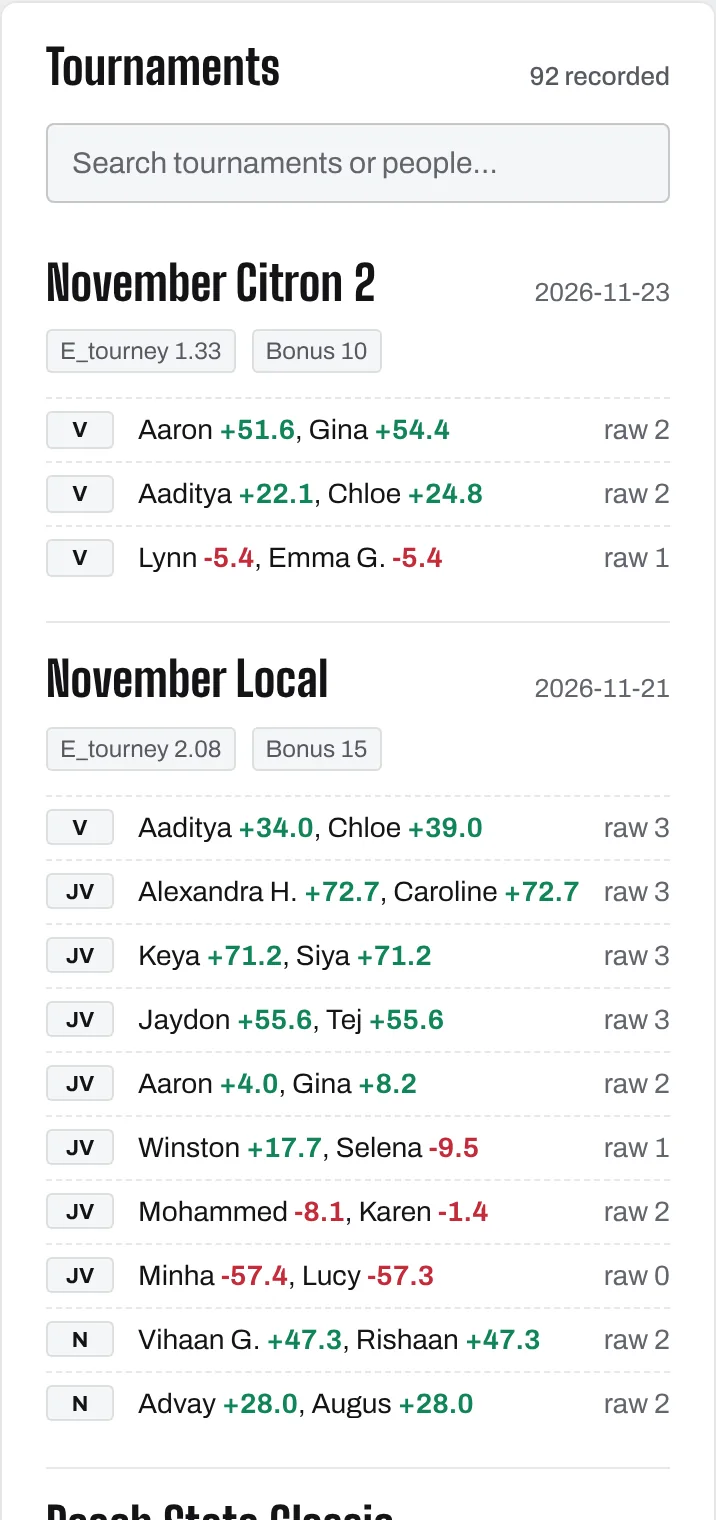 Tournaments 92 recorded
Search tournaments or people...
November Citron 2 2026-11-23
E_tourney 1.33 Bonus 10
V Aaron +51.6, Gina +54.4 raw 2
V Aaditya +22.1, Chloe +24.8 raw 2
V Lynn -5.4, Emma G. -5.4 raw 1
November Local 2026-11-21
E_tourney 2.08 Bonus 15
V Aaditya +34.0, Chloe +39.0 raw 3
JV Alexandra H. +72.7, Caroline +72.7 raw 3
JV Keya +71.2, Siya +71.2 raw 3
JV Jaydon +55.6, Tej +55.6 raw 3
JV Aaron +4.0, Gina +8.2 raw 2
JV Winston +17.7, Selena -9.5 raw 1
JV Mohammed -8.1, Karen -1.4 raw 2
JV Minha -57.4, Lucy -57.3 raw 0
N Vihaan G. +47.3, Rishaan +47.3 raw 2
N Advay +28.0, Augus +28.0 raw 2